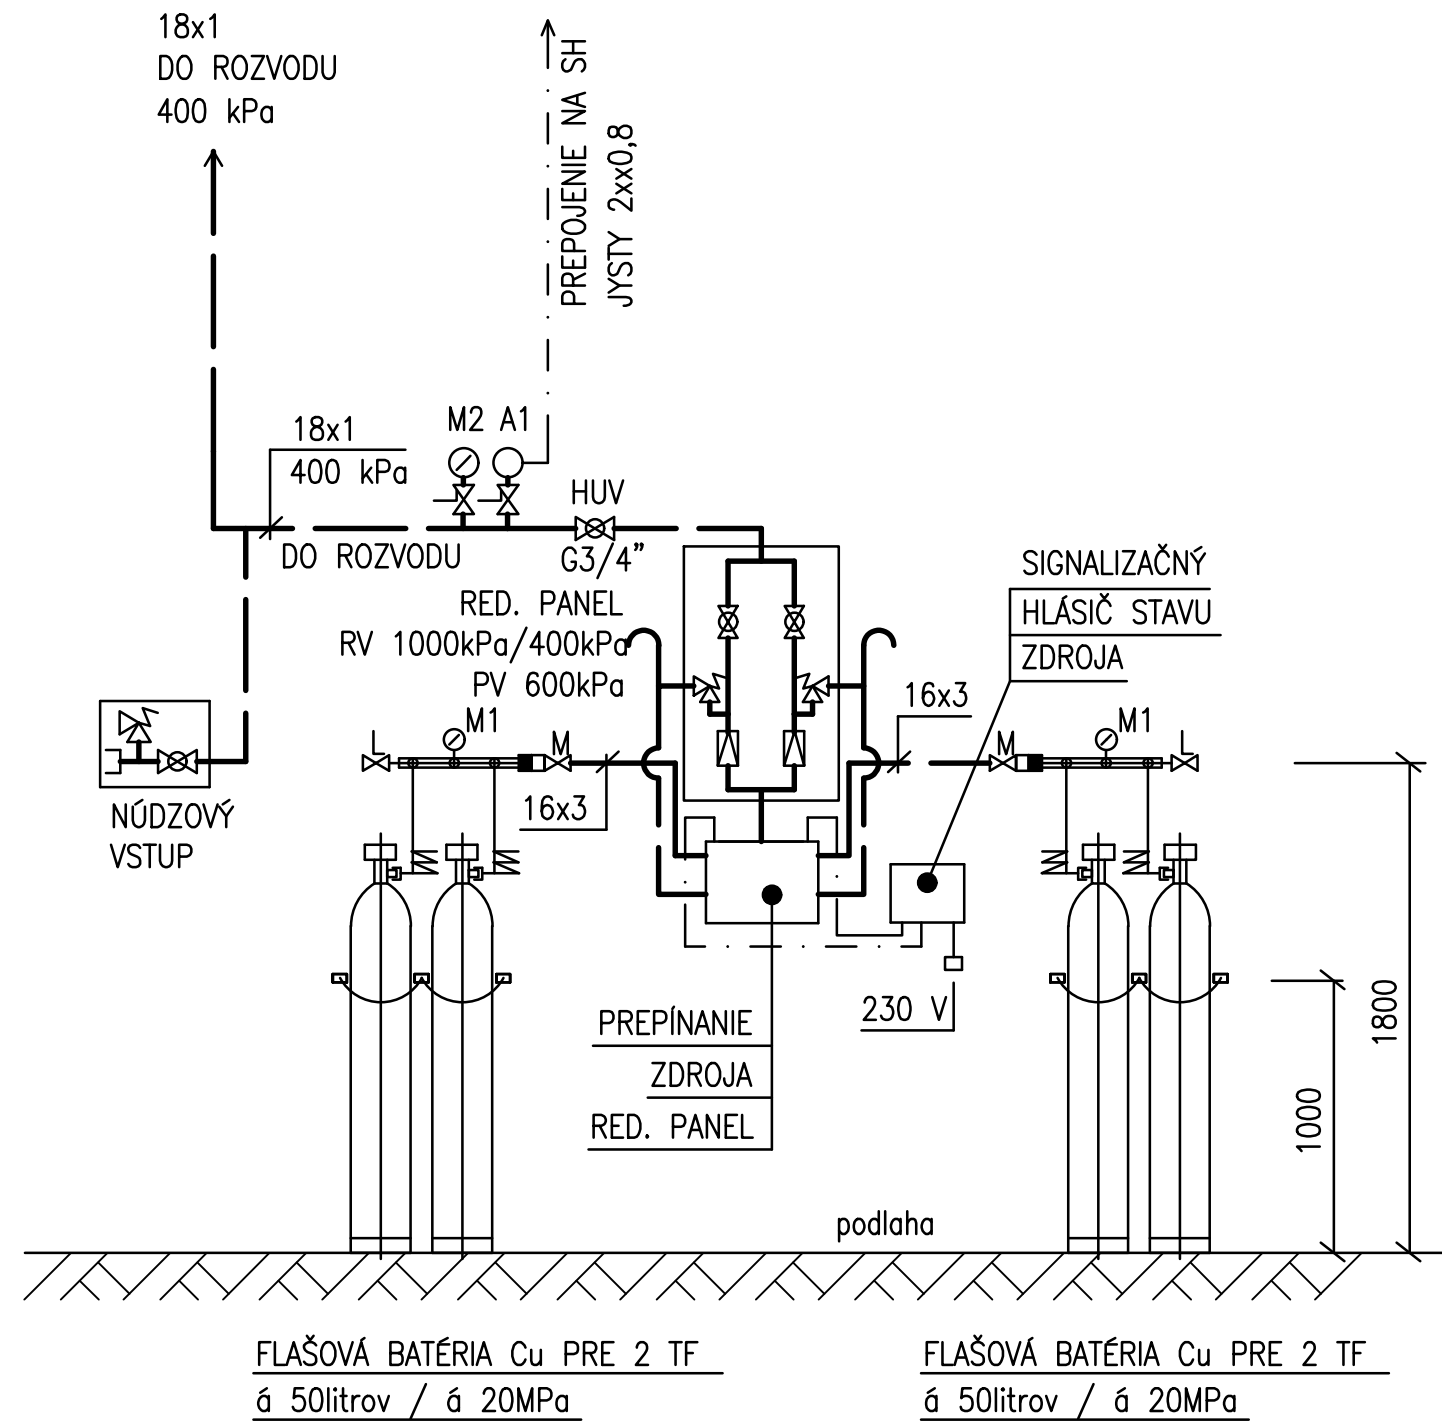 18x1
DO ROZVODU
400 kPa
PREPOJENIE NA SH
JYSTY 2xx0,8
18x1
400 kPa
M2 A1
HUV
DO ROZVODU
G3/4"
RED. PANEL
RV 1000kPa/400kPa
PV 600kPa
SIGNALIZAČNÝ
HLÁSIČ STAVU
ZDROJA
16x3
L
M1
M
16x3
M
M1
L
NÚDZOVÝ
VSTUP
230 V
PREPÍNANIE
ZDROJA
RED. PANEL
1800
1000
podlaha
FLAŠOVÁ BATÉRIA Cu PRE 2 TF
á 50litrov / á 20MPa
FLAŠOVÁ BATÉRIA Cu PRE 2 TF
á 50litrov / á 20MPa